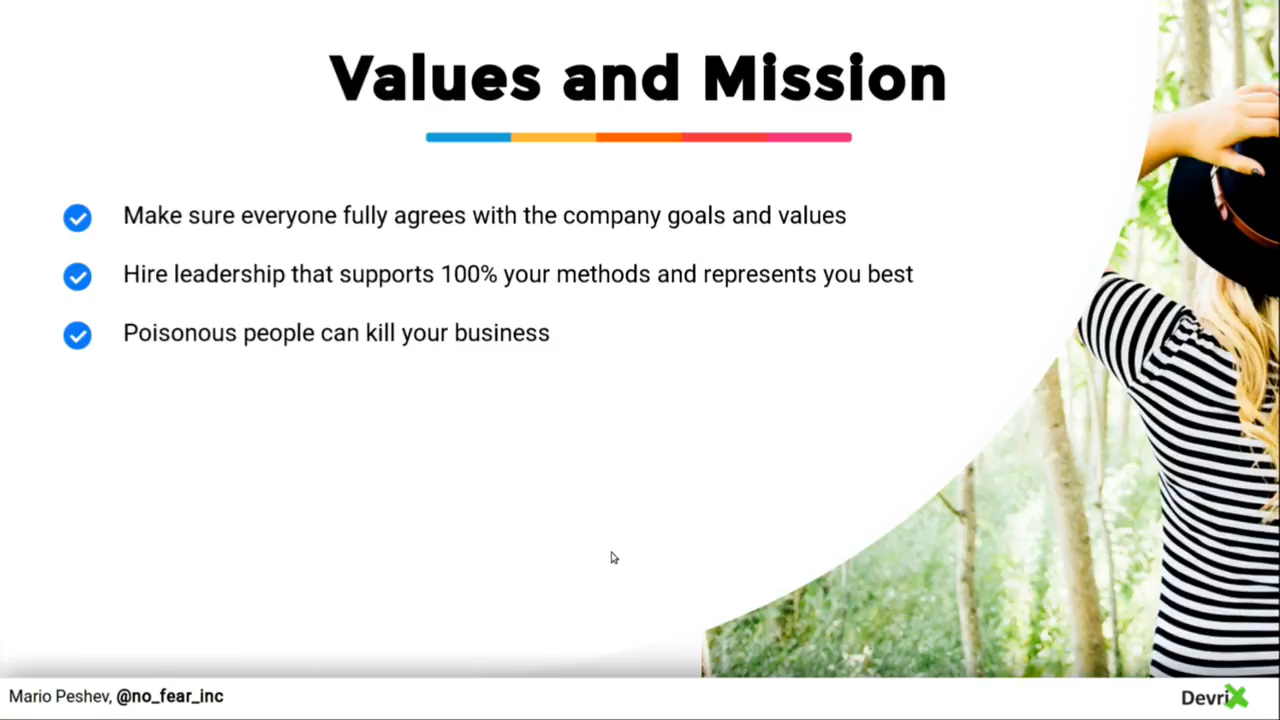 Values and Mission
Make sure everyone fully agrees with the company goals and values
Hire leadership that supports 100% your methods and represents you best
Poisonous people can kill your business
Mario Peshev, @no_fear_inc
DevriX